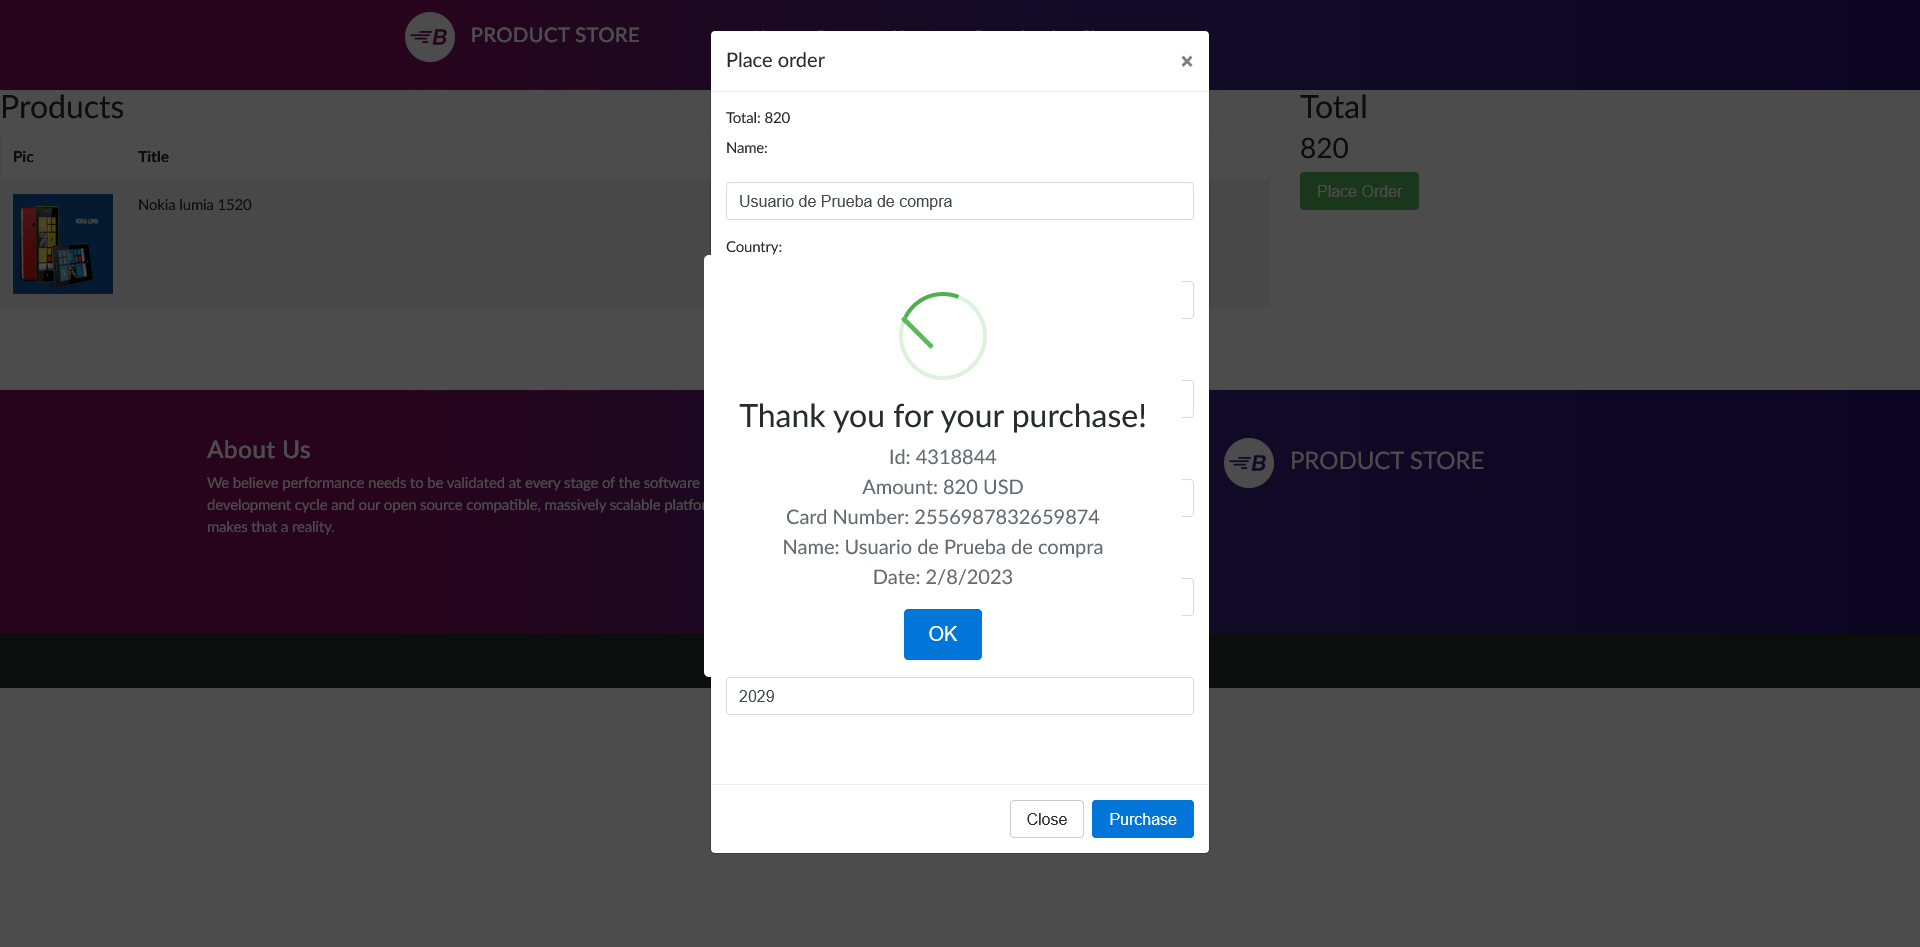 PRODUCT STORE
Place order
×
Total: 820
Name:
Usuario de Prueba de compra
Country:
Products
Pic
Title
Nokia lumia 1520
NOKIA LUMIA
Total
820
Place Order
Thank you for your purchase!
Id: 4318844
Amount: 820 USD
Card Number: 2556987832659874
Name: Usuario de Prueba de compra
Date: 2/8/2023
OK
2029
Close
Purchase
About Us
We believe performance needs to be validated at every stage of the software
development cycle and our open source compatible, massively scalable
makes that a reality.
B PRODUCT STORE